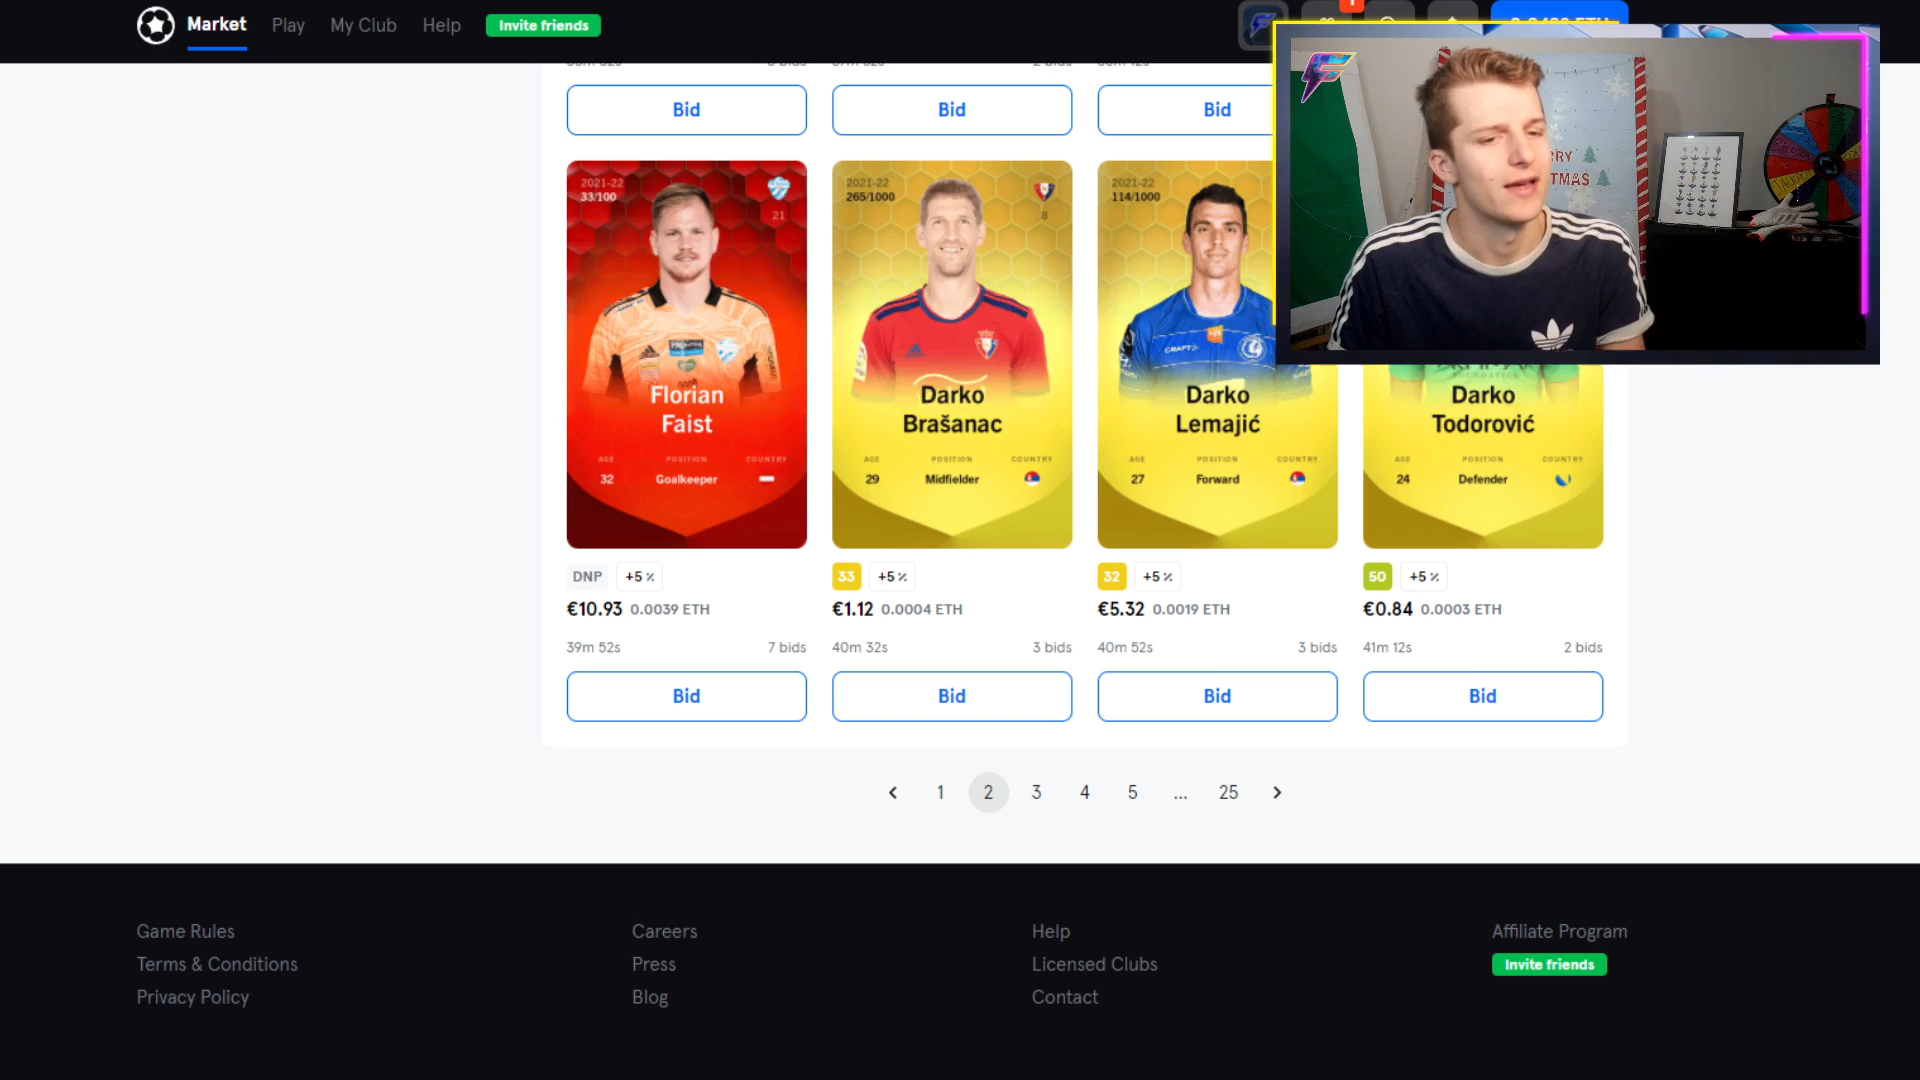 Market Play My Club Help Invite friends
Bid Bid Bid
2021-22
33/100
21
Florian
Faist
AGE POSITION COUNTRY
32 Goalkeeper
2021-22
265/1000
8
Darko
Brašanac
AGE POSITION COUNTRY
29 Midfielder
2021-22
114/1000
CRAFT
Darko
Lemajić
AGE POSITION COUNTRY
27 Forward
FOUNDATION
Darko
Todorović
AGE POSITION COUNTRY
24 Defender
DNP +5%
€10.93 0.0039 ETH
39m 52s 7 bids
Bid
33 +5%
€1.12 0.0004 ETH
40m 32s 3 bids
Bid
32 +5%
€5.32 0.0019 ETH
40m 52s 3 bids
Bid
50 +5%
€0.84 0.0003 ETH
41m 12s 2 bids
Bid
1 2 3 4 5 ... 25
Game Rules
Terms & Conditions
Privacy Policy
Careers
Press
Blog
Help
Licensed Clubs
Contact
Affiliate Program
Invite friends